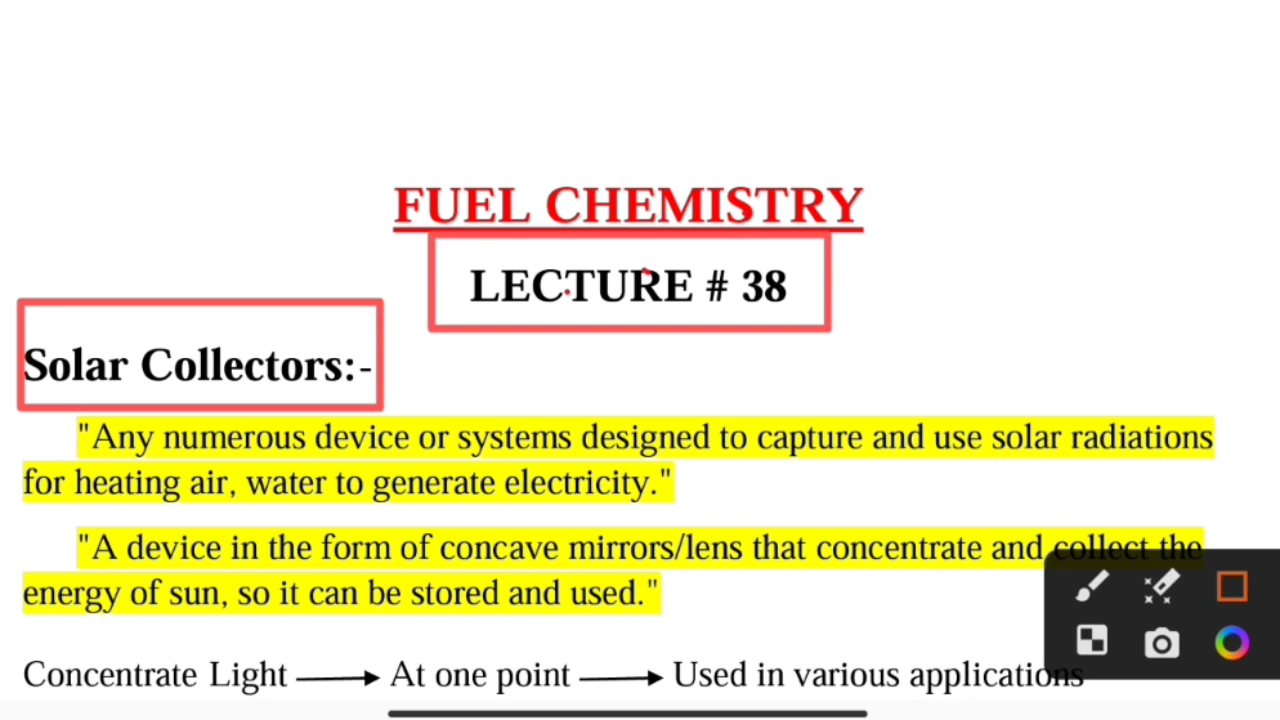 FUEL CHEMISTRY
LECTURE # 38
Solar Collectors:-
"Any numerous device or systems designed to capture and use solar radiations
for heating air, water to generate electricity."
"A device in the form of concave mirrors/lens that concentrate and collect the
energy of sun, so it can be stored and used."
Concentrate Light → At one point → Used in various applications